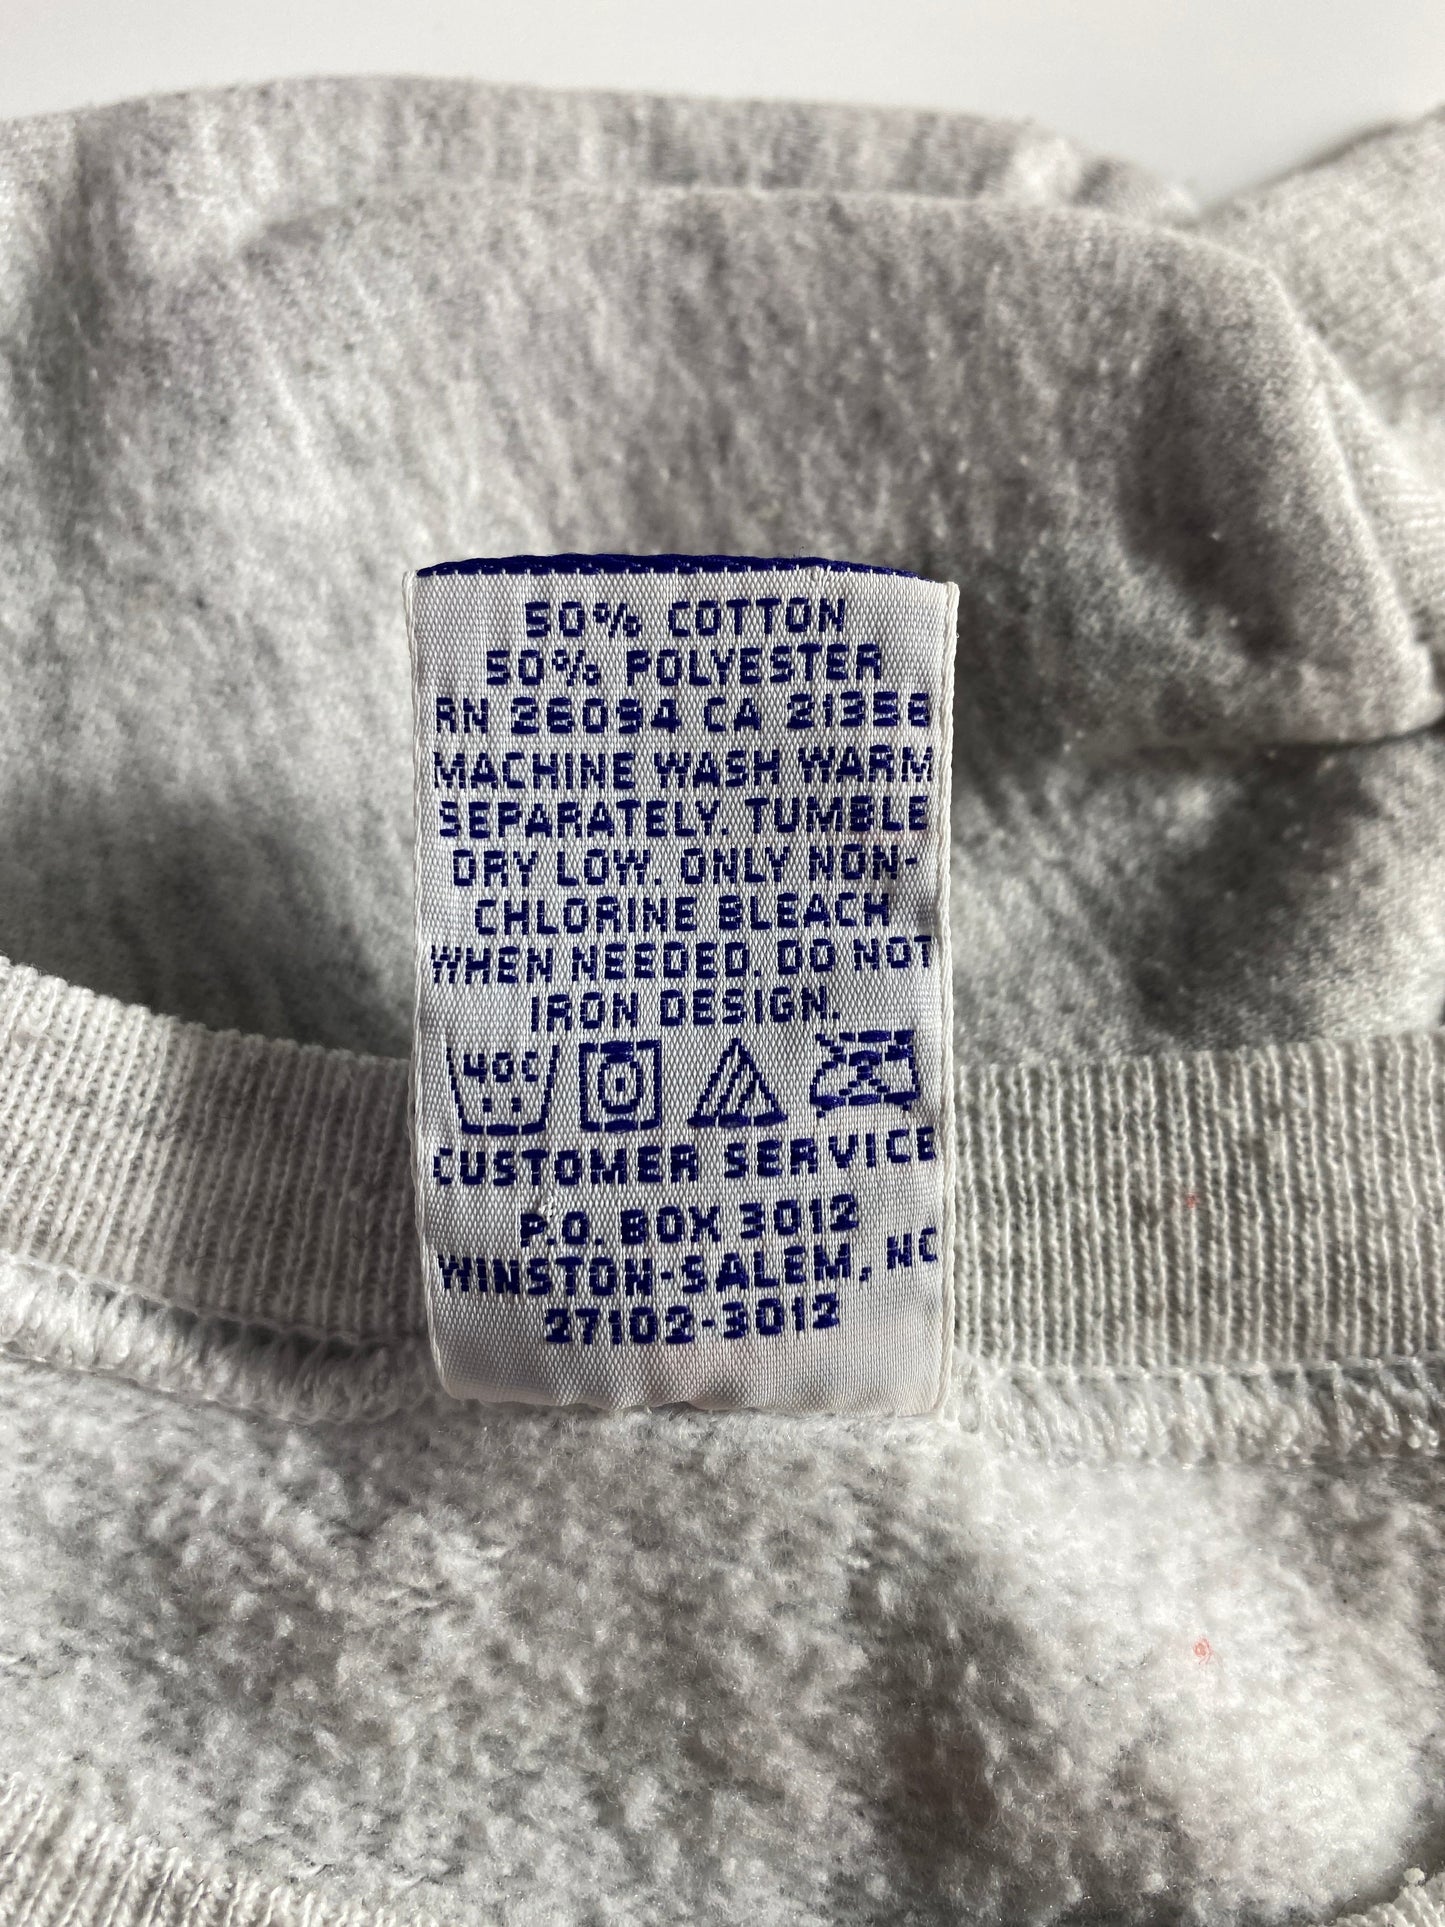 50% COTTON
50% POLYESTER
RN 26094 CA 21356
MACHINE WASH WARM
SEPARATELY. TUMBLE
DRY LOW. ONLY NON-
CHLORINE BLEACH
WHEN NEEDED. DO NOT
IRON DESIGN.
40C
CUSTOMER SERVICE
P.O. BOX 3012
WINSTON-SALEM, NC
27102-3012